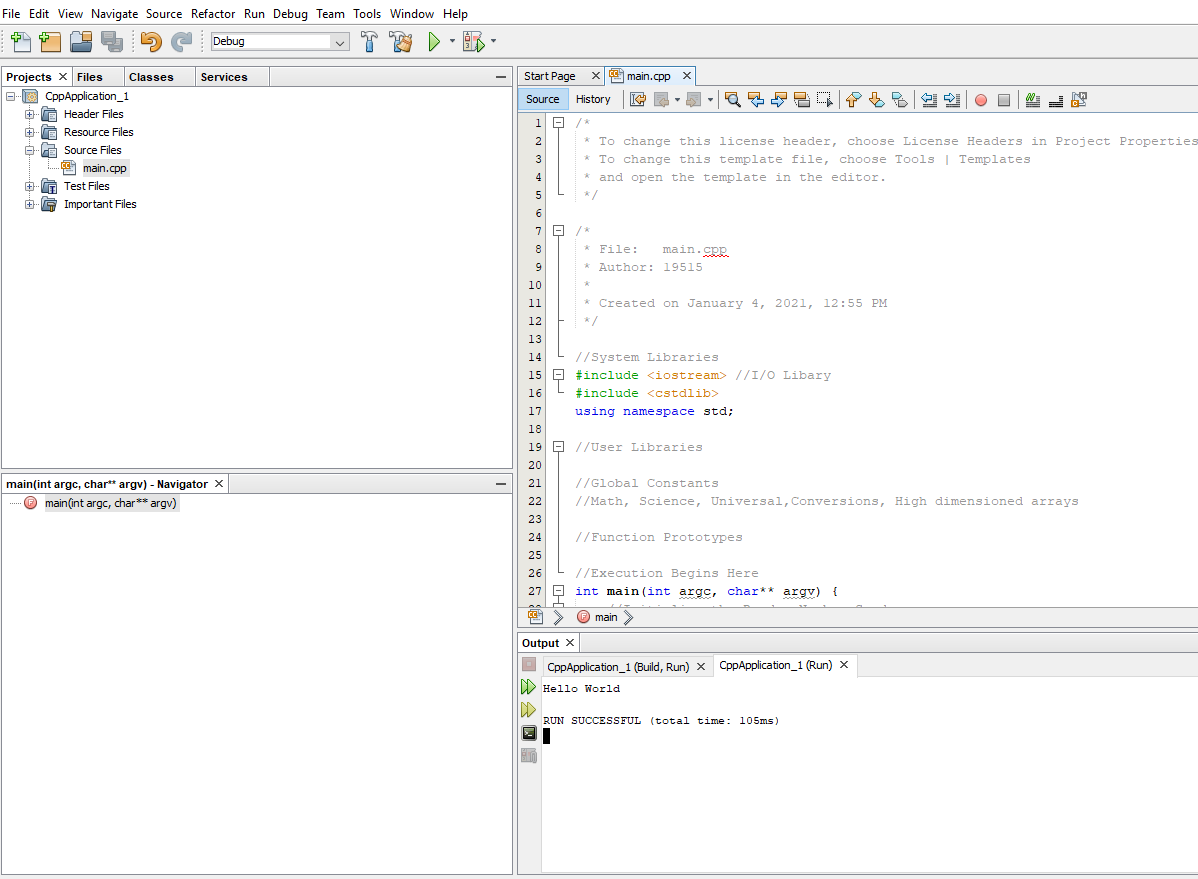 File Edit View Navigate Source Refactor Run Debug Team Tools Window Help
Debug
Projects Files Classes Services
CppApplication_1
Header Files
Resource Files
Source Files
main.cpp
Test Files
Important Files
main(int argc, char** argv) - Navigator
main(int argc, char** argv)
Start Page main.cpp
Source History
1 /*
2 * To change this license header, choose License Headers in Project Properties
3 * To change this template file, choose Tools | Templates
4 * and open the template in the editor.
5 */
6
7 /*
8 * File:   main.cpp
9 * Author: 19515
10 *
11 * Created on January 4, 2021, 12:55 PM
12 */
13
14 //System Libraries
15 #include <iostream> //I/O Libary
16 #include <cstdlib>
17 using namespace std;
18
19 //User Libraries
20
21 //Global Constants
22 //Math, Science, Universal,Conversions, High dimensioned arrays
23
24 //Function Prototypes
25
26 //Execution Begins Here
27 int main(int argc, char** argv) {
main
Output
CppApplication_1 (Build, Run) CppApplication_1 (Run)
Hello World
RUN SUCCESSFUL (total time: 105ms)